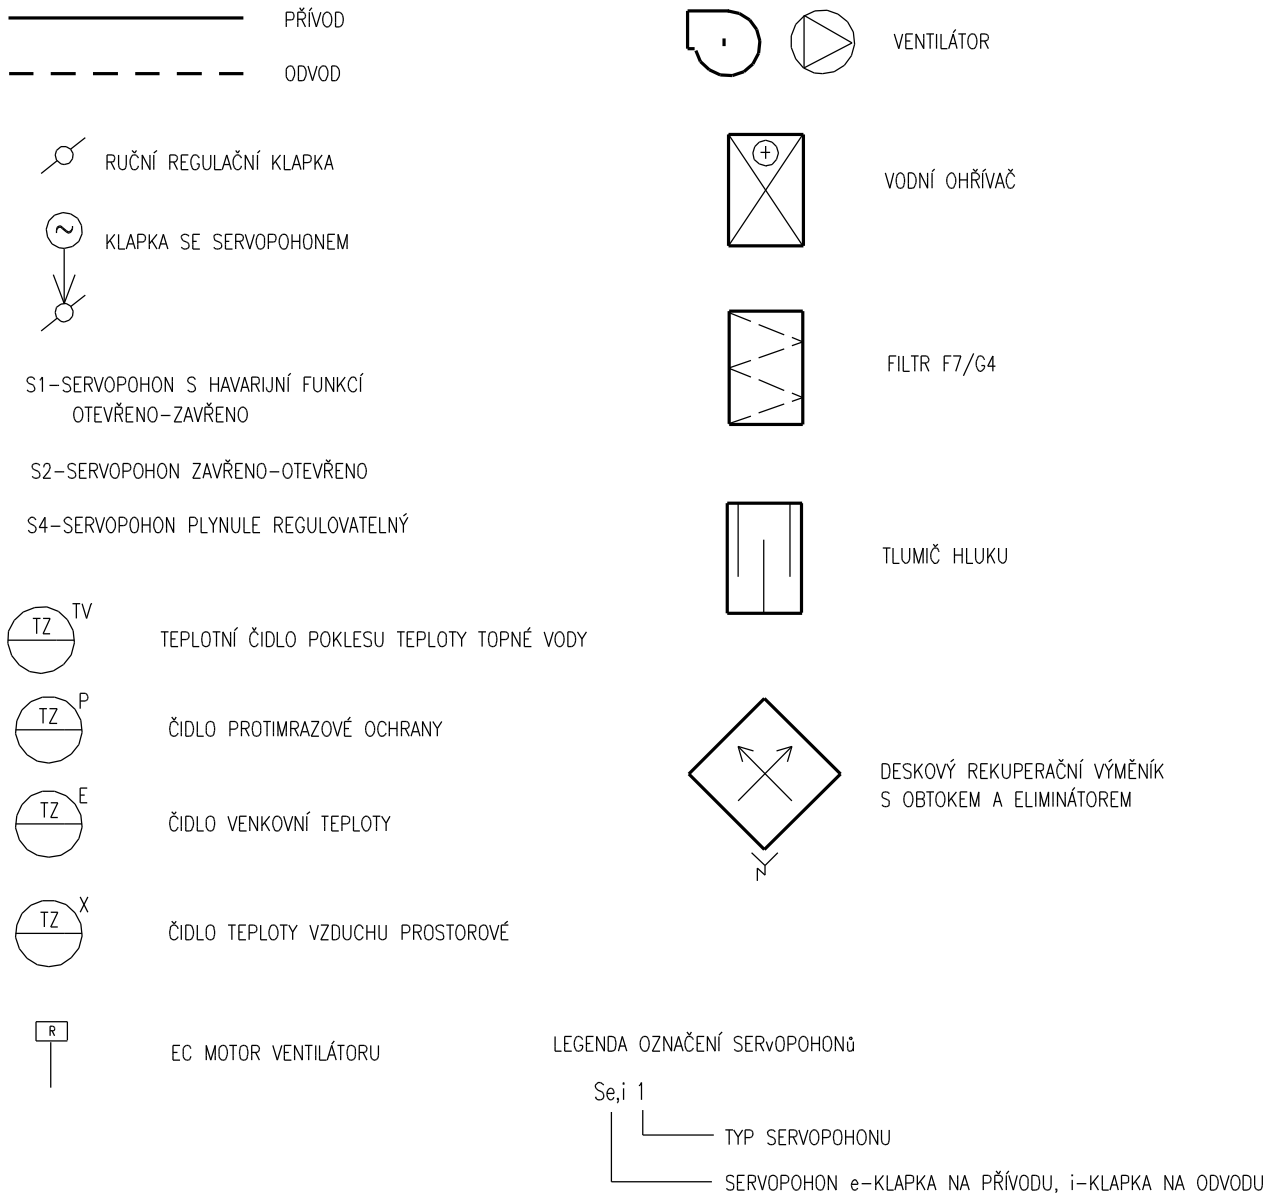 PŘÍVOD
ODVOD
RUČNÍ REGULAČNÍ KLAPKA
~
KLAPKA SE SERVOPOHONEM
S1-SERVOPOHON S HAVARIJNÍ FUNKCÍ
OTEVŘENO-ZAVŘENO
S2-SERVOPOHON ZAVŘENO-OTEVŘENO
S4-SERVOPOHON PLYNULE REGULOVATELNÝ
TZ TV
TEPLOTNÍ ČIDLO POKLESU TEPLOTY TOPNÉ VODY
TZ P
ČIDLO PROTIMRAZOVÉ OCHRANY
TZ E
ČIDLO VENKOVNÍ TEPLOTY
TZ X
ČIDLO TEPLOTY VZDUCHU PROSTOROVÉ
R
EC MOTOR VENTILÁTORU
VENTILÁTOR
+
VODNÍ OHŘÍVAČ
FILTR F7/G4
TLUMIČ HLUKU
DESKOVÝ REKUPERAČNÍ VÝMĚNÍK
S OBTOKEM A ELIMINÁTOREM
LEGENDA OZNAČENÍ SERvOPOHONů
Se,i 1
TYP SERVOPOHONU
SERVOPOHON e-KLAPKA NA PŘÍVODU, i-KLAPKA NA ODVODU